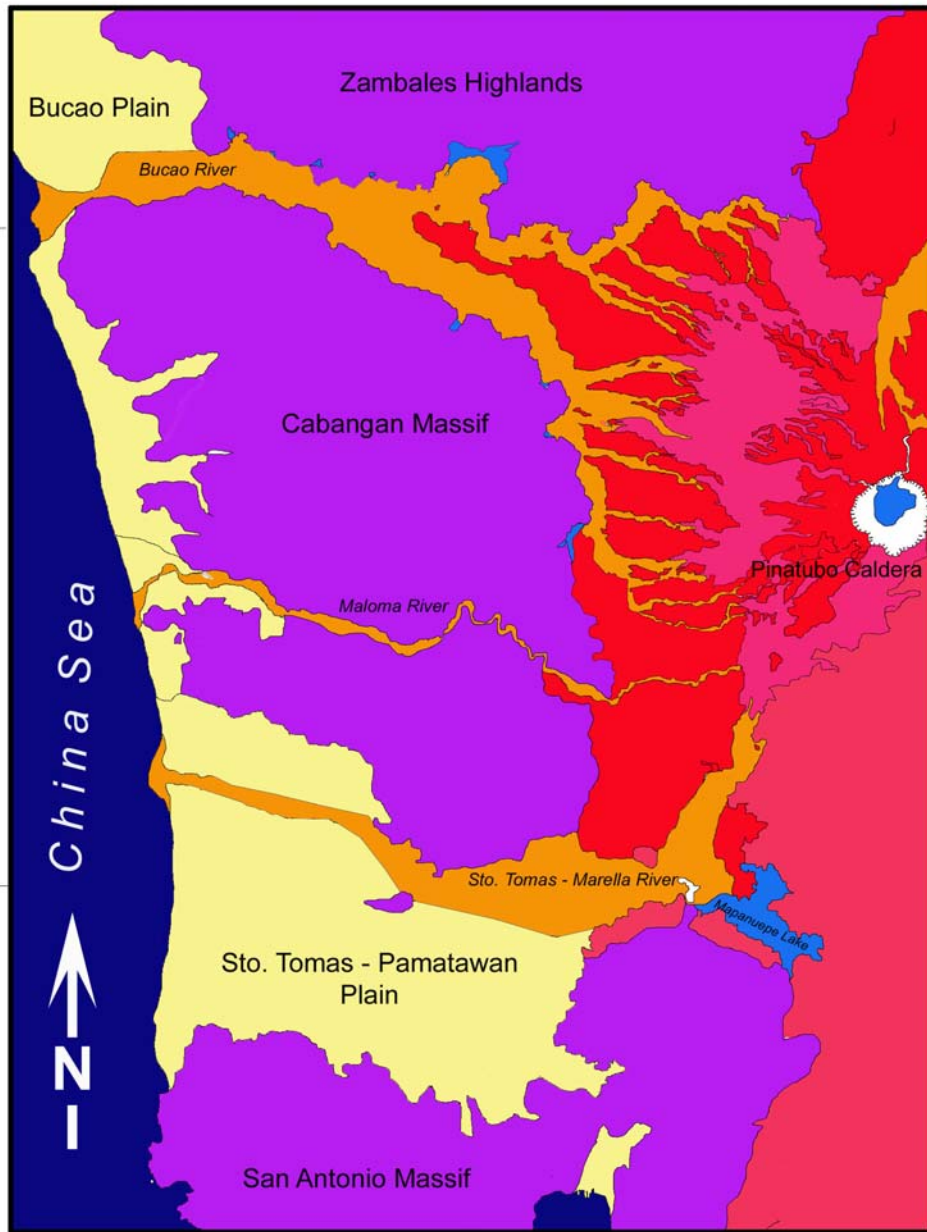 Zambales Highlands
Bucao Plain
Bucao River
Cabangan Massif
Pinatubo Caldera
Maloma River
China Sea
Sto. Tomas - Marella River
Mapanuepe Lake
Sto. Tomas - Pamatawan
Plain
N
San Antonio Massif